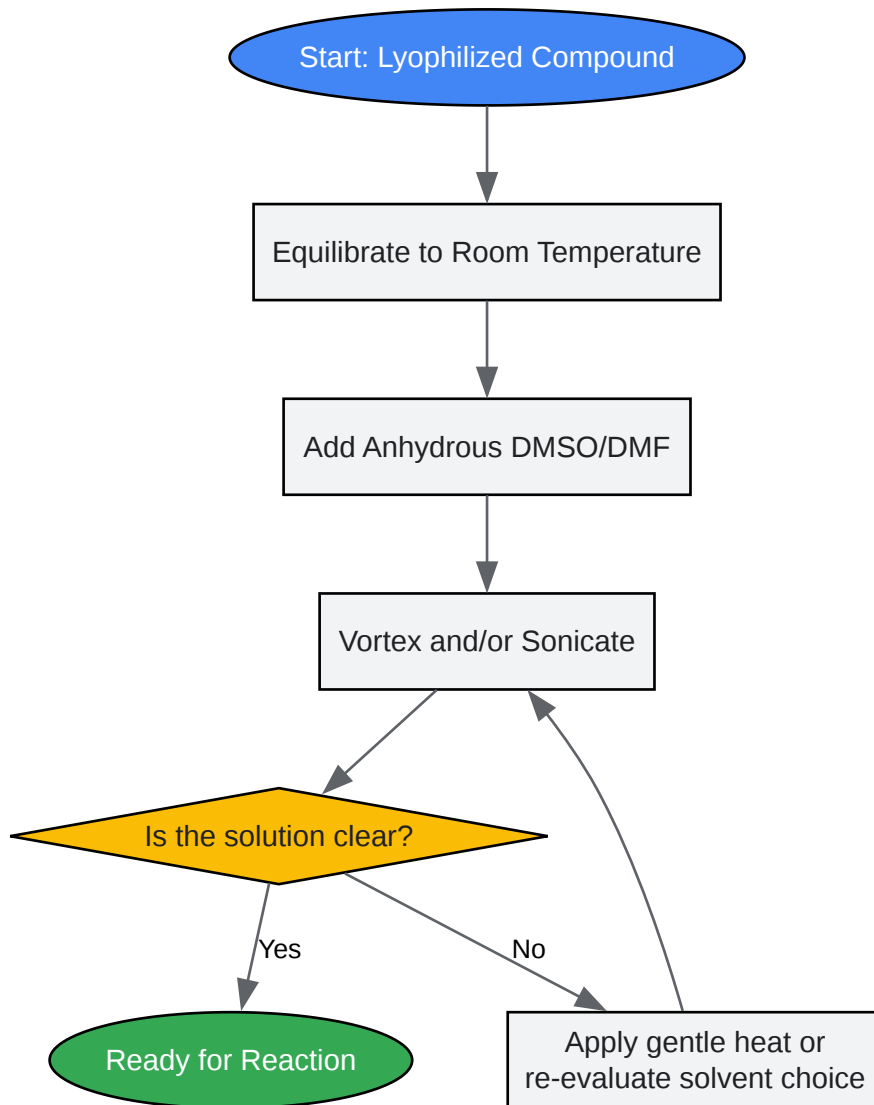 Start: Lyophilized Compound
Equilibrate to Room Temperature
Add Anhydrous DMSO/DMF
Vortex and/or Sonicate
Is the solution clear?
Yes
No
Ready for Reaction
Apply gentle heat or
re-evaluate solvent choice